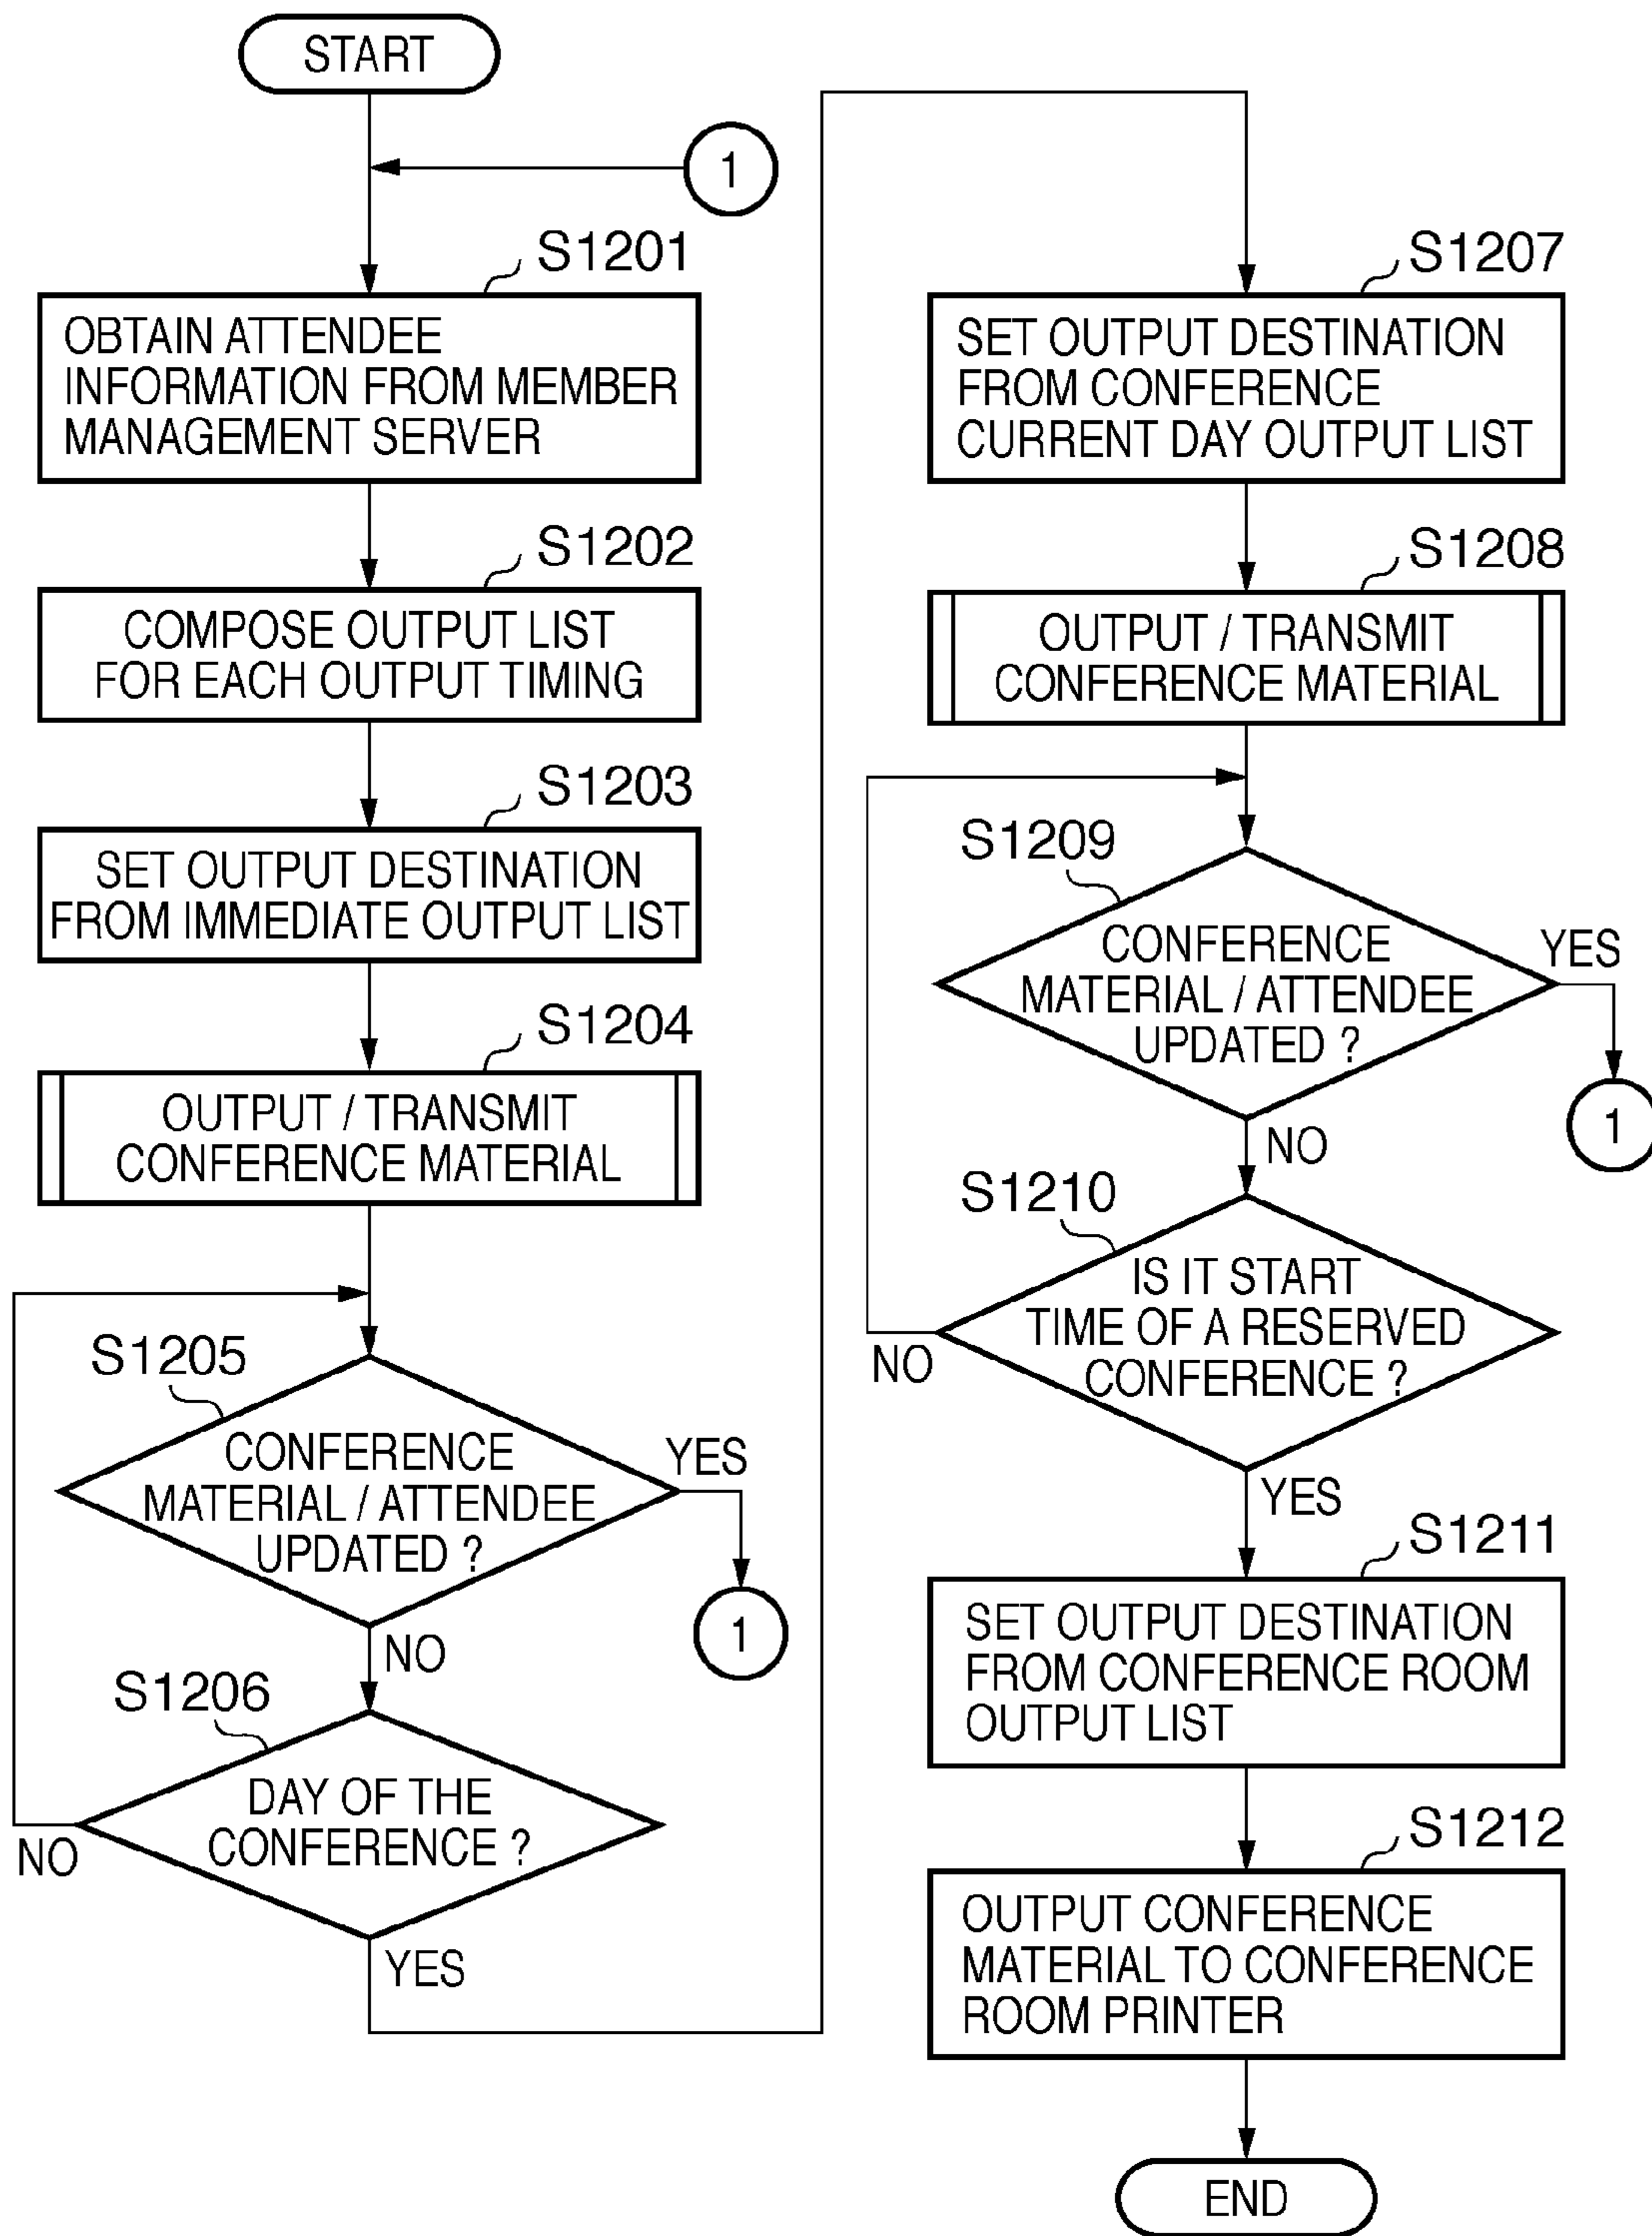 START
1
S1201
OBTAIN ATTENDEE
INFORMATION FROM MEMBER
MANAGEMENT SERVER
S1202
COMPOSE OUTPUT LIST
FOR EACH OUTPUT TIMING
S1203
SET OUTPUT DESTINATION
FROM IMMEDIATE OUTPUT LIST
S1204
OUTPUT / TRANSMIT
CONFERENCE MATERIAL
S1205
CONFERENCE
MATERIAL / ATTENDEE
UPDATED ?
YES
1
NO
S1206
DAY OF THE
CONFERENCE ?
NO
YES
S1207
SET OUTPUT DESTINATION
FROM CONFERENCE
CURRENT DAY OUTPUT LIST
S1208
OUTPUT / TRANSMIT
CONFERENCE MATERIAL
S1209
CONFERENCE
MATERIAL / ATTENDEE
UPDATED ?
YES
1
NO
S1210
IS IT START
TIME OF A RESERVED
CONFERENCE ?
NO
YES
S1211
SET OUTPUT DESTINATION
FROM CONFERENCE ROOM
OUTPUT LIST
S1212
OUTPUT CONFERENCE
MATERIAL TO CONFERENCE
ROOM PRINTER
END